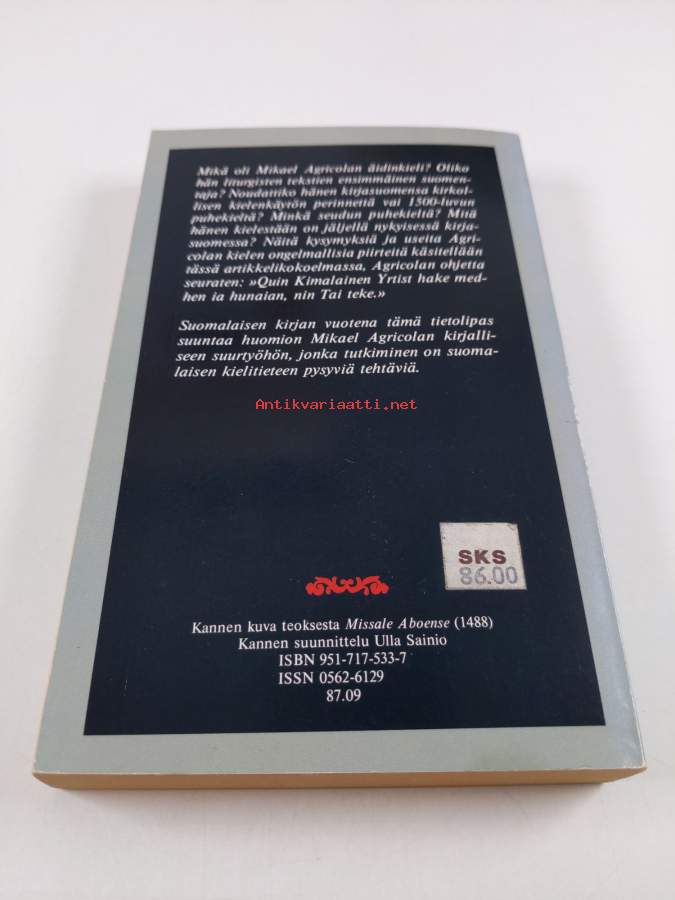 Mikä oli Mikael Agricolan äidinkieli? Oliko
hän liturgisten tekstien ensimmäinen suomen-
taja? Noudattiko hänen kirjasuomensa kirkol-
lisen kielenkäytön perinnettä vai 1500-luvun
puhekieltä? Minkä seudun puhekieltä? Mitä
hänen kielestään on jäljellä nykyisessä kirja-
suomessa? Näitä kysymyksiä ja useita Agri-
colan kielen ongelmallisia piirteitä käsitellään
tässä artikkelikokoelmassa, Agricolan ohjetta
seuraten: »Quin Kimalainen Yrtist hake med-
hen ia hunaian, nin Tai teke.»
Suomalaisen kirjan vuotena tämä tietolipas
suuntaa huomion Mikael Agricolan kirjalli-
seen suurtyöhön, jonka tutkiminen on suoma-
laisen kielitieteen pysyviä tehtäviä.
Antikvariaatti.net
SKS
86.00
Kannen kuva teoksesta Missale Aboense (1488)
Kannen suunnittelu Ulla Sainio
ISBN 951-717-533-7
ISSN 0562-6129
87.09